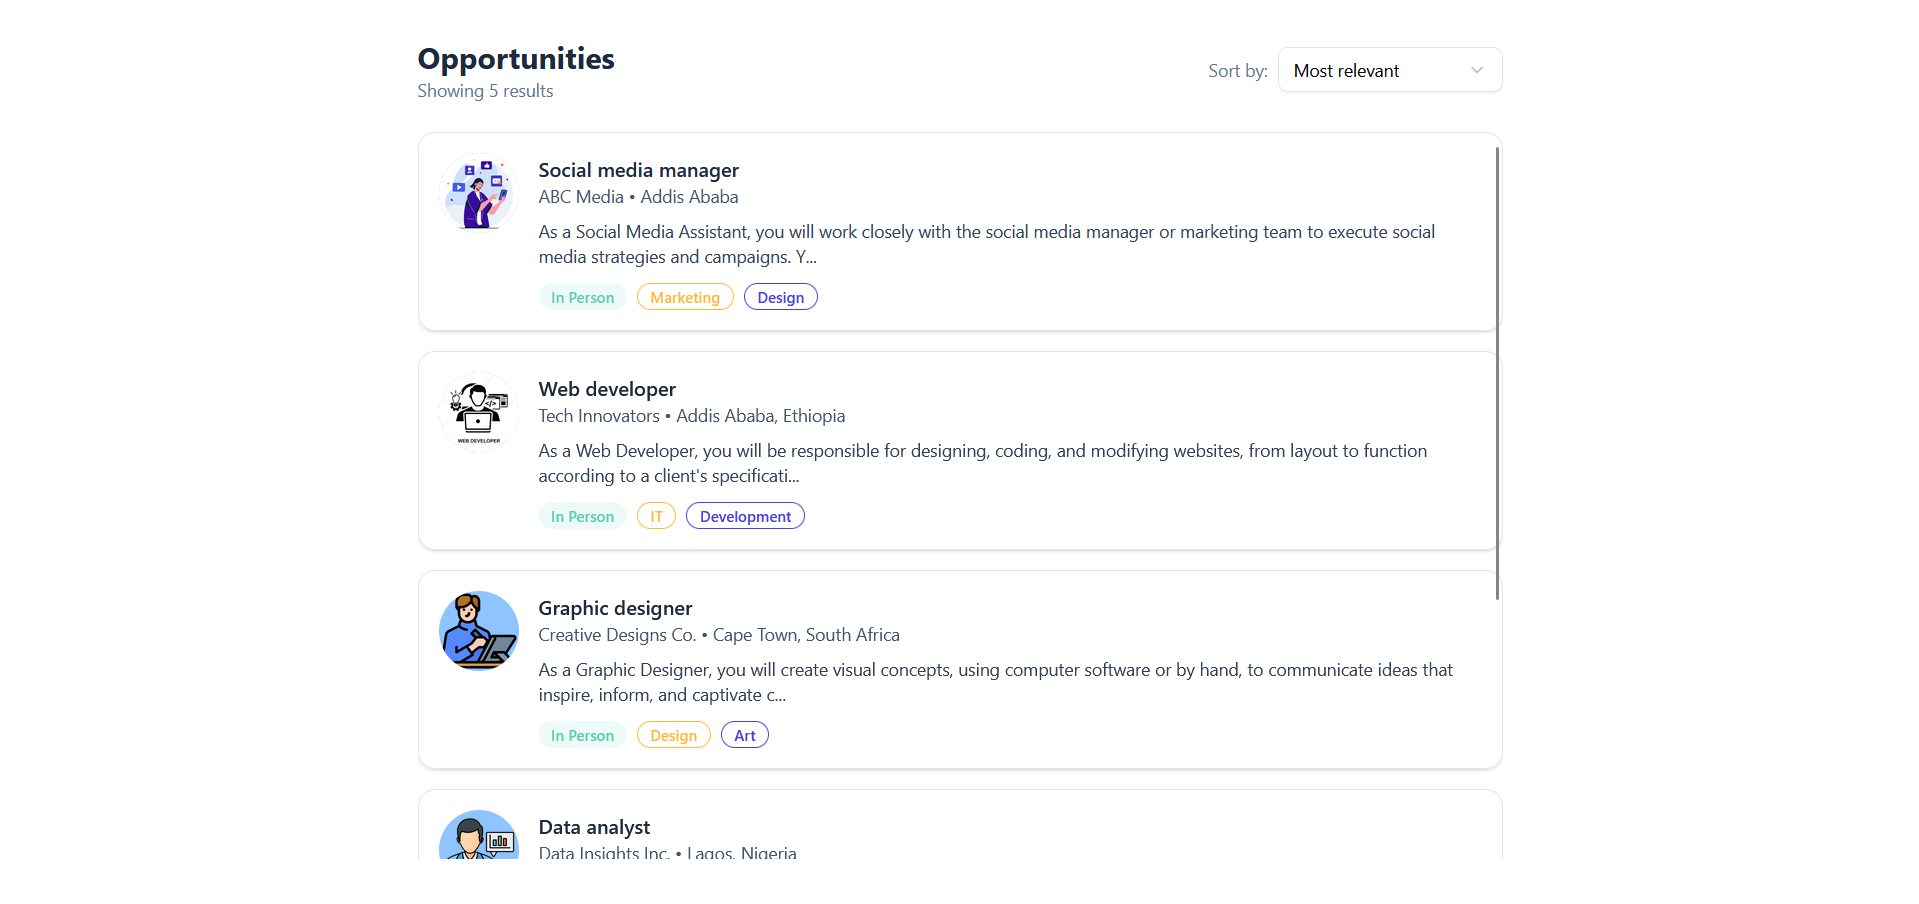 Opportunities
Showing 5 results
Sort by:
Most relevant
Social media manager
ABC Media • Addis Ababa
As a Social Media Assistant, you will work closely with the social media manager or marketing team to execute social
media strategies and campaigns. Y...
In Person
Marketing
Design
Web developer
Tech Innovators • Addis Ababa, Ethiopia
As a Web Developer, you will be responsible for designing, coding, and modifying websites, from layout to function
according to a client's specificati...
WEB DEVELOPER
In Person
IT
Development
Graphic designer
Creative Designs Co. • Cape Town, South Africa
As a Graphic Designer, you will create visual concepts, using computer software or by hand, to communicate ideas that
inspire, inform, and captivate c...
In Person
Design
Art
Data analyst
Data Insights Inc. • Lagos, Nigeria